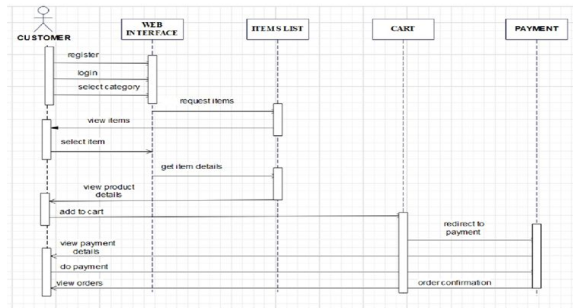 CUSTOMER
WEB
INTERFACE
ITEMS LIST
CART
PAYMENT
register
login
select category
request items
view items
select item
get item details
view product
details
add to cart
redirect to
payment
view payment
details
do payment
view orders
order confirmation